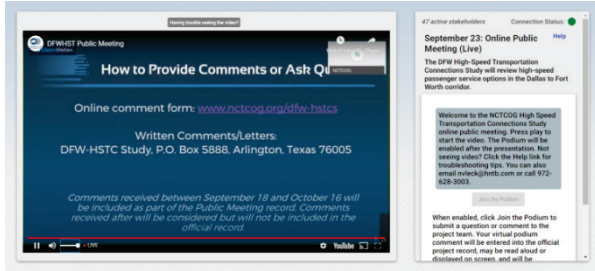 Having trouble seeing the video?
DFWHST Public Meeting
How to Provide Comments or Ask Qu
NCTCOG
Online comment form: www.nctcog.org/dfw-hstcs
Written Comments/Letters:
DFW-HSTC Study, P.O. Box 5888, Arlington, Texas 76005
Comments received between September 18 and October 16 will
be included as part of the Public Meeting record. Comments
received after will be considered but will not be included in the
official record.
LIVE
YouTube
47 active stakeholders Connection Status:
September 23: Online Public Help
Meeting (Live)
The DFW High-Speed Transportation
Connections Study will review high-speed
passenger service options in the Dallas to Fort
Worth corridor.
Welcome to the NCTCOG High Speed
Transportation Connections Study
online public meeting. Press play to
start the video. The Podium will be
enabled after the presentation. Not
seeing video? Click the Help link for
troubleshooting tips. You can also
email nvleck@hntb.com or call 972-
628-3003.
Join the Podium
When enabled, click Join the Podium to
submit a question or comment to the
project team. Your virtual podium
comment will be entered into the official
project record, may be read aloud or
displayed on screen, and will be